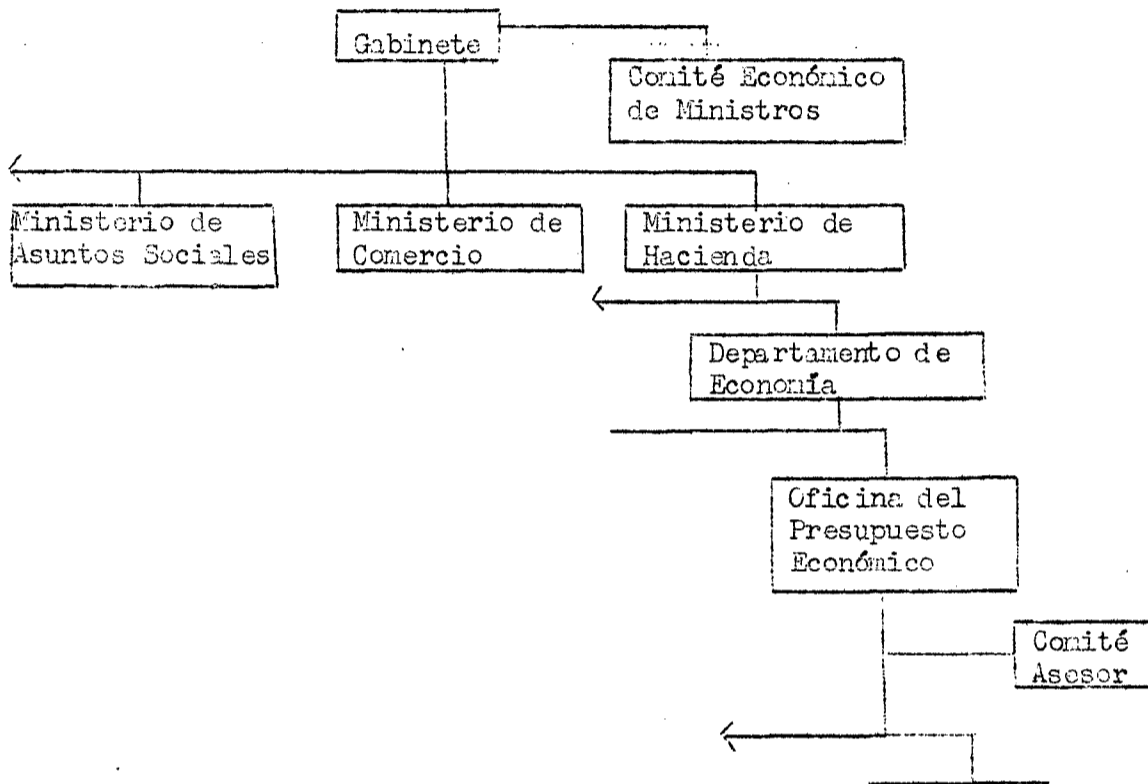 Gabinete
Comité Económico
de Ministros
Ministerio de
Asuntos Sociales
Ministerio de
Comercio
Ministerio de
Hacienda
Departamento de
Economía
Oficina del
Presupuesto
Económico
Comité
Asesor